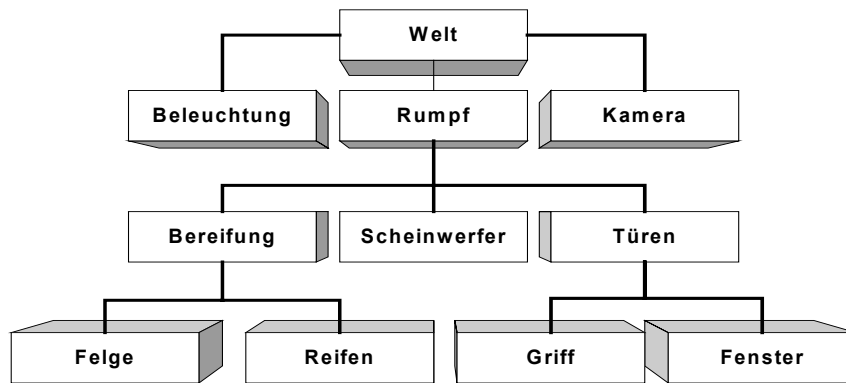 Welt
Beleuchtung
Rumpf
Kamera
Bereifung
Scheinwerfer
Türen
Felge
Reifen
Griff
Fenster